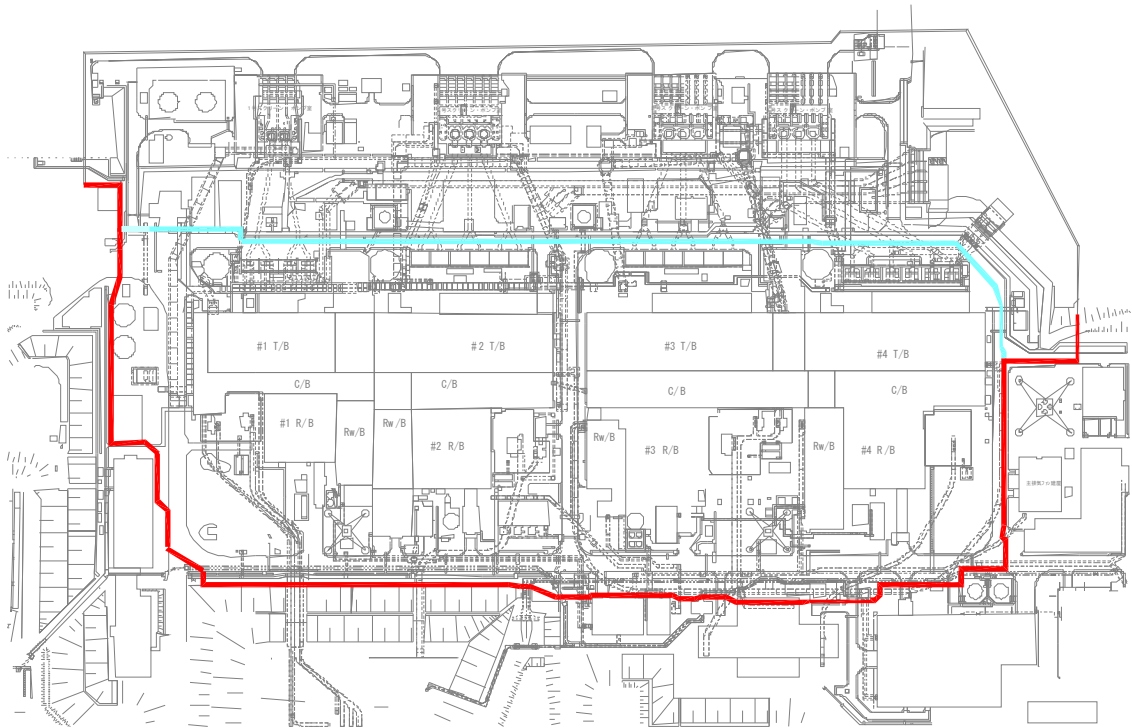 #1 T/B
#2 T/B
#3 T/B
#4 T/B
C/B
C/B
C/B
C/B
#1 R/B
Rw/B
Rw/B
#2 R/B
Rw/B
#3 R/B
Rw/B
#4 R/B